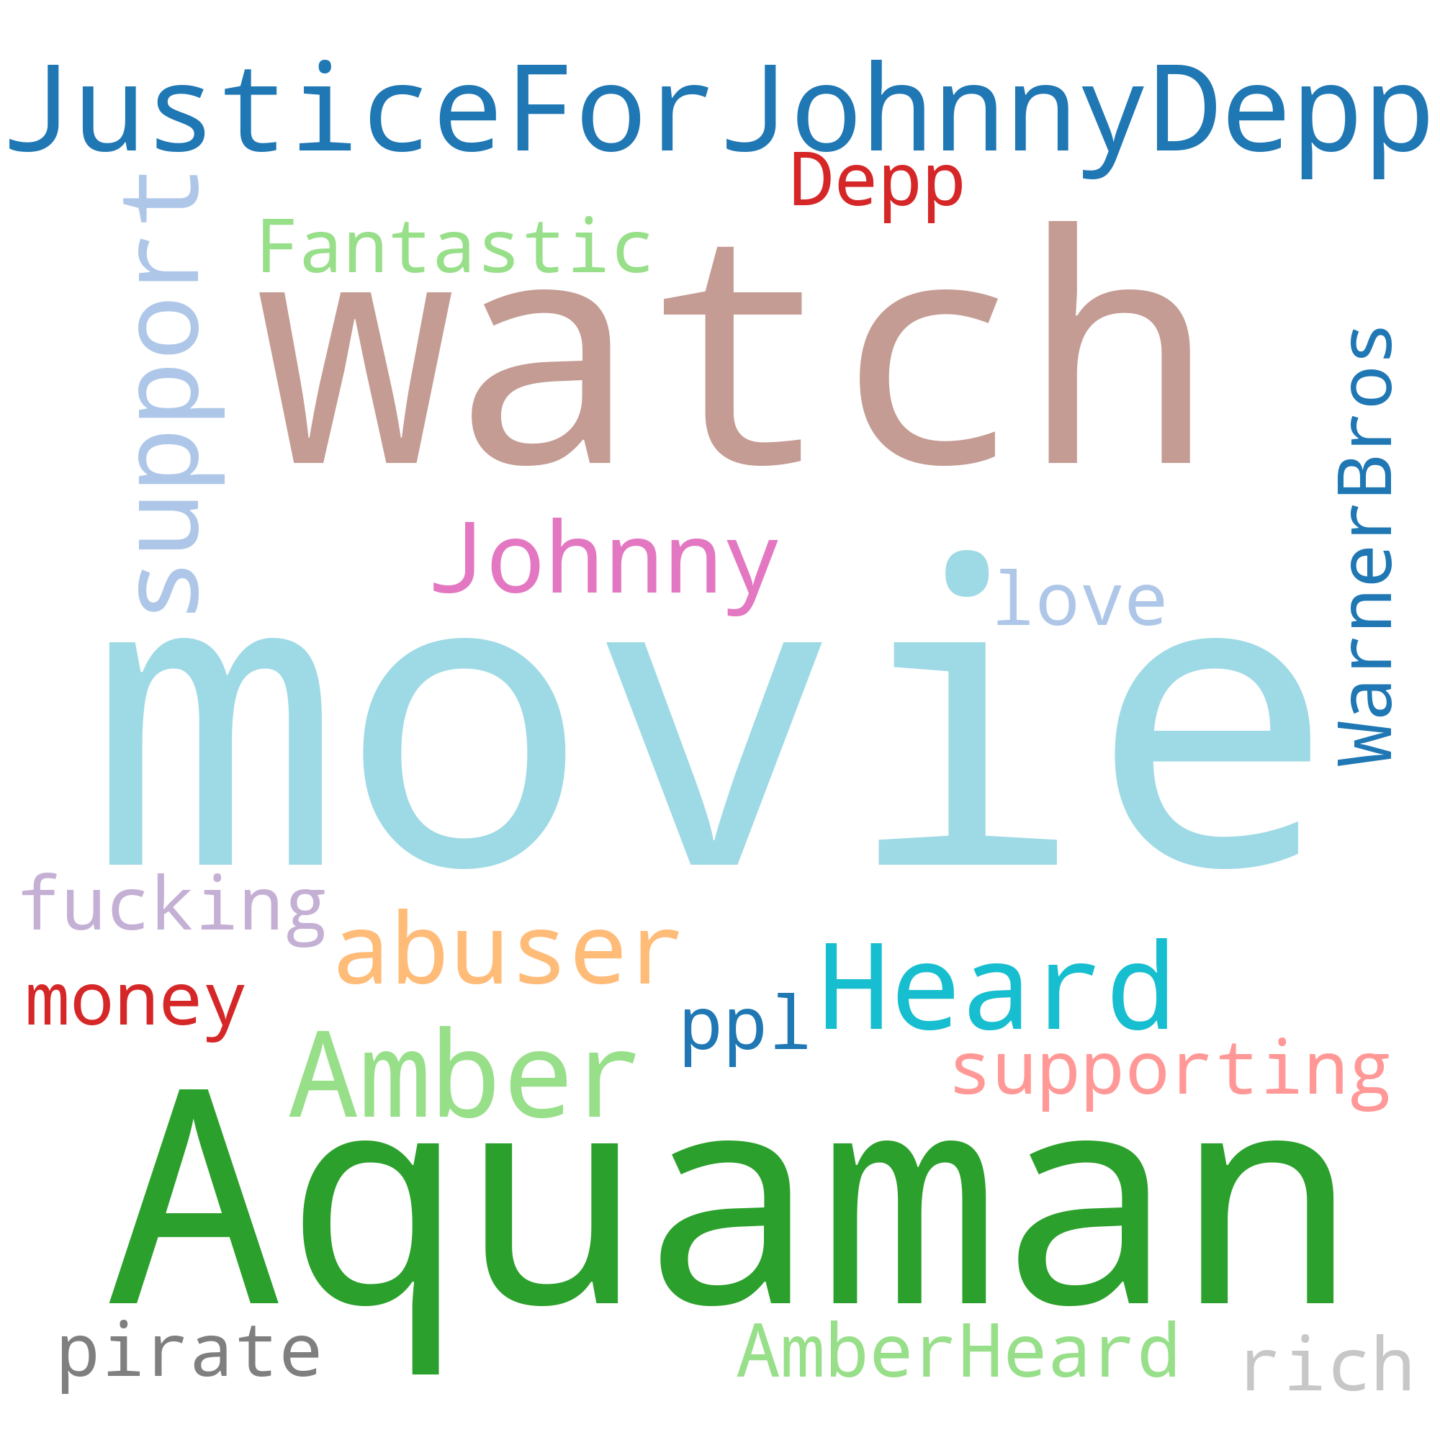 JusticeForJohnnyDepp
Depp
support
Fantastic
watch
WarnerBros
Johnny
love
movie
fucking
abuser
Heard
money
ppl
Amber
supporting
Aquaman
pirate
AmberHeard
rich